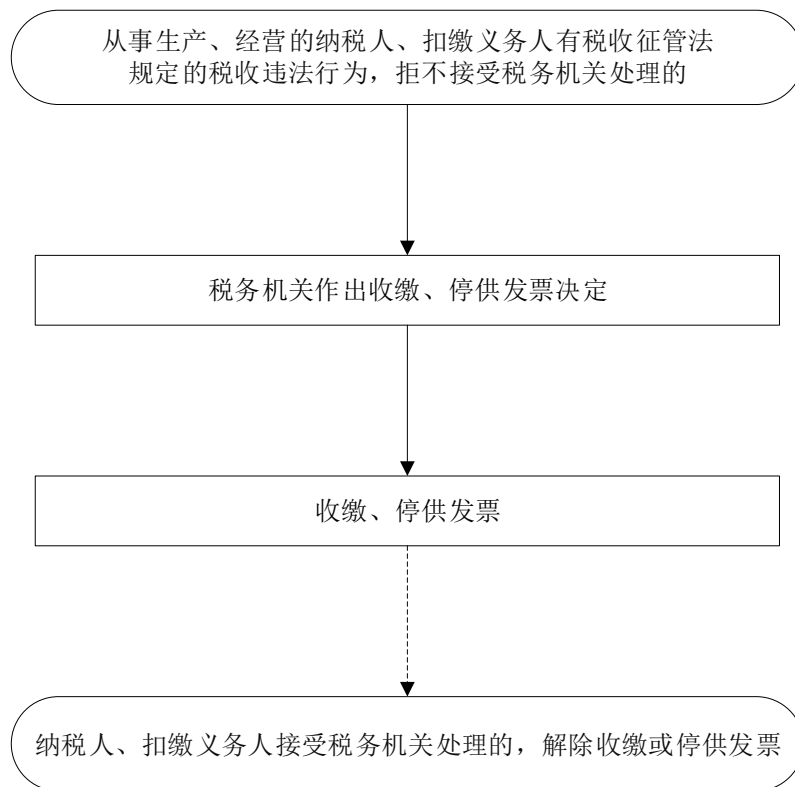 从事生产、经营的纳税人、扣缴义务人有税收征管法
规定的税收违法行为，拒不接受税务机关处理的
税务机关作出收缴、停供发票决定
收缴、停供发票
纳税人、扣缴义务人接受税务机关处理的，解除收缴或停供发票